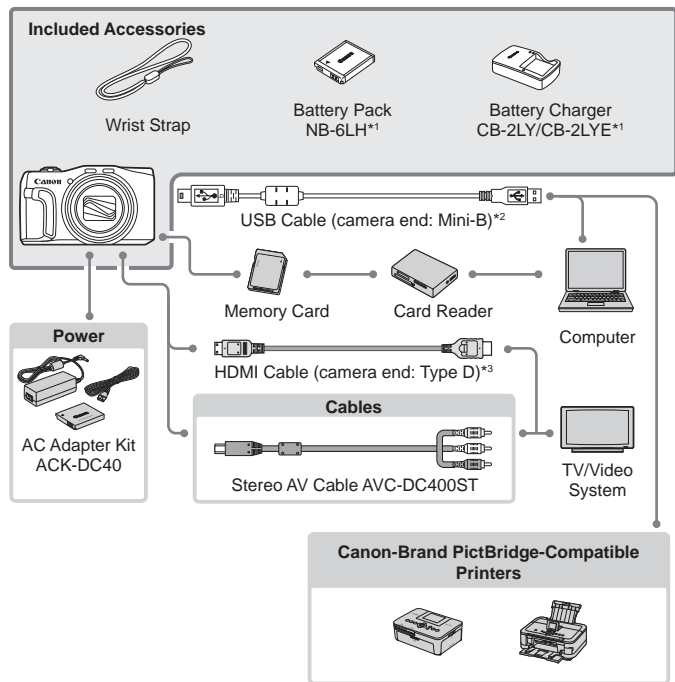 Included Accessories
Wrist Strap
Battery Pack
NB-6LH*1
Battery Charger
CB-2LY/CB-2LYE*1
Canon
USB Cable (camera end: Mini-B)*2
Memory Card
Card Reader
Computer
Power
AC Adapter Kit
ACK-DC40
HDMI Cable (camera end: Type D)*3
Cables
Stereo AV Cable AVC-DC400ST
TV/Video
System
Canon-Brand PictBridge-Compatible
Printers